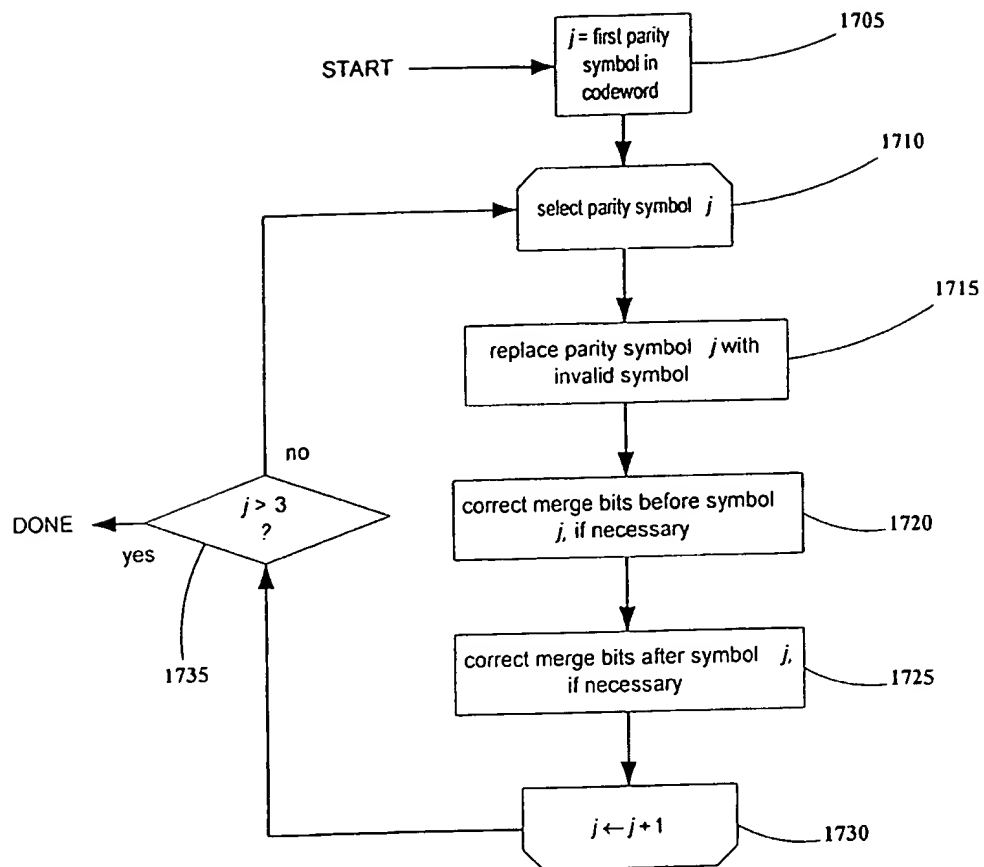 1705
j = first parity
symbol in
codeword
START
1710
select parity symbol j
1715
replace parity symbol j with
invalid symbol
no
j > 3
?
DONE
yes
correct merge bits before symbol
j, if necessary
1720
1735
correct merge bits after symbol j,
if necessary
1725
j ← j + 1
1730